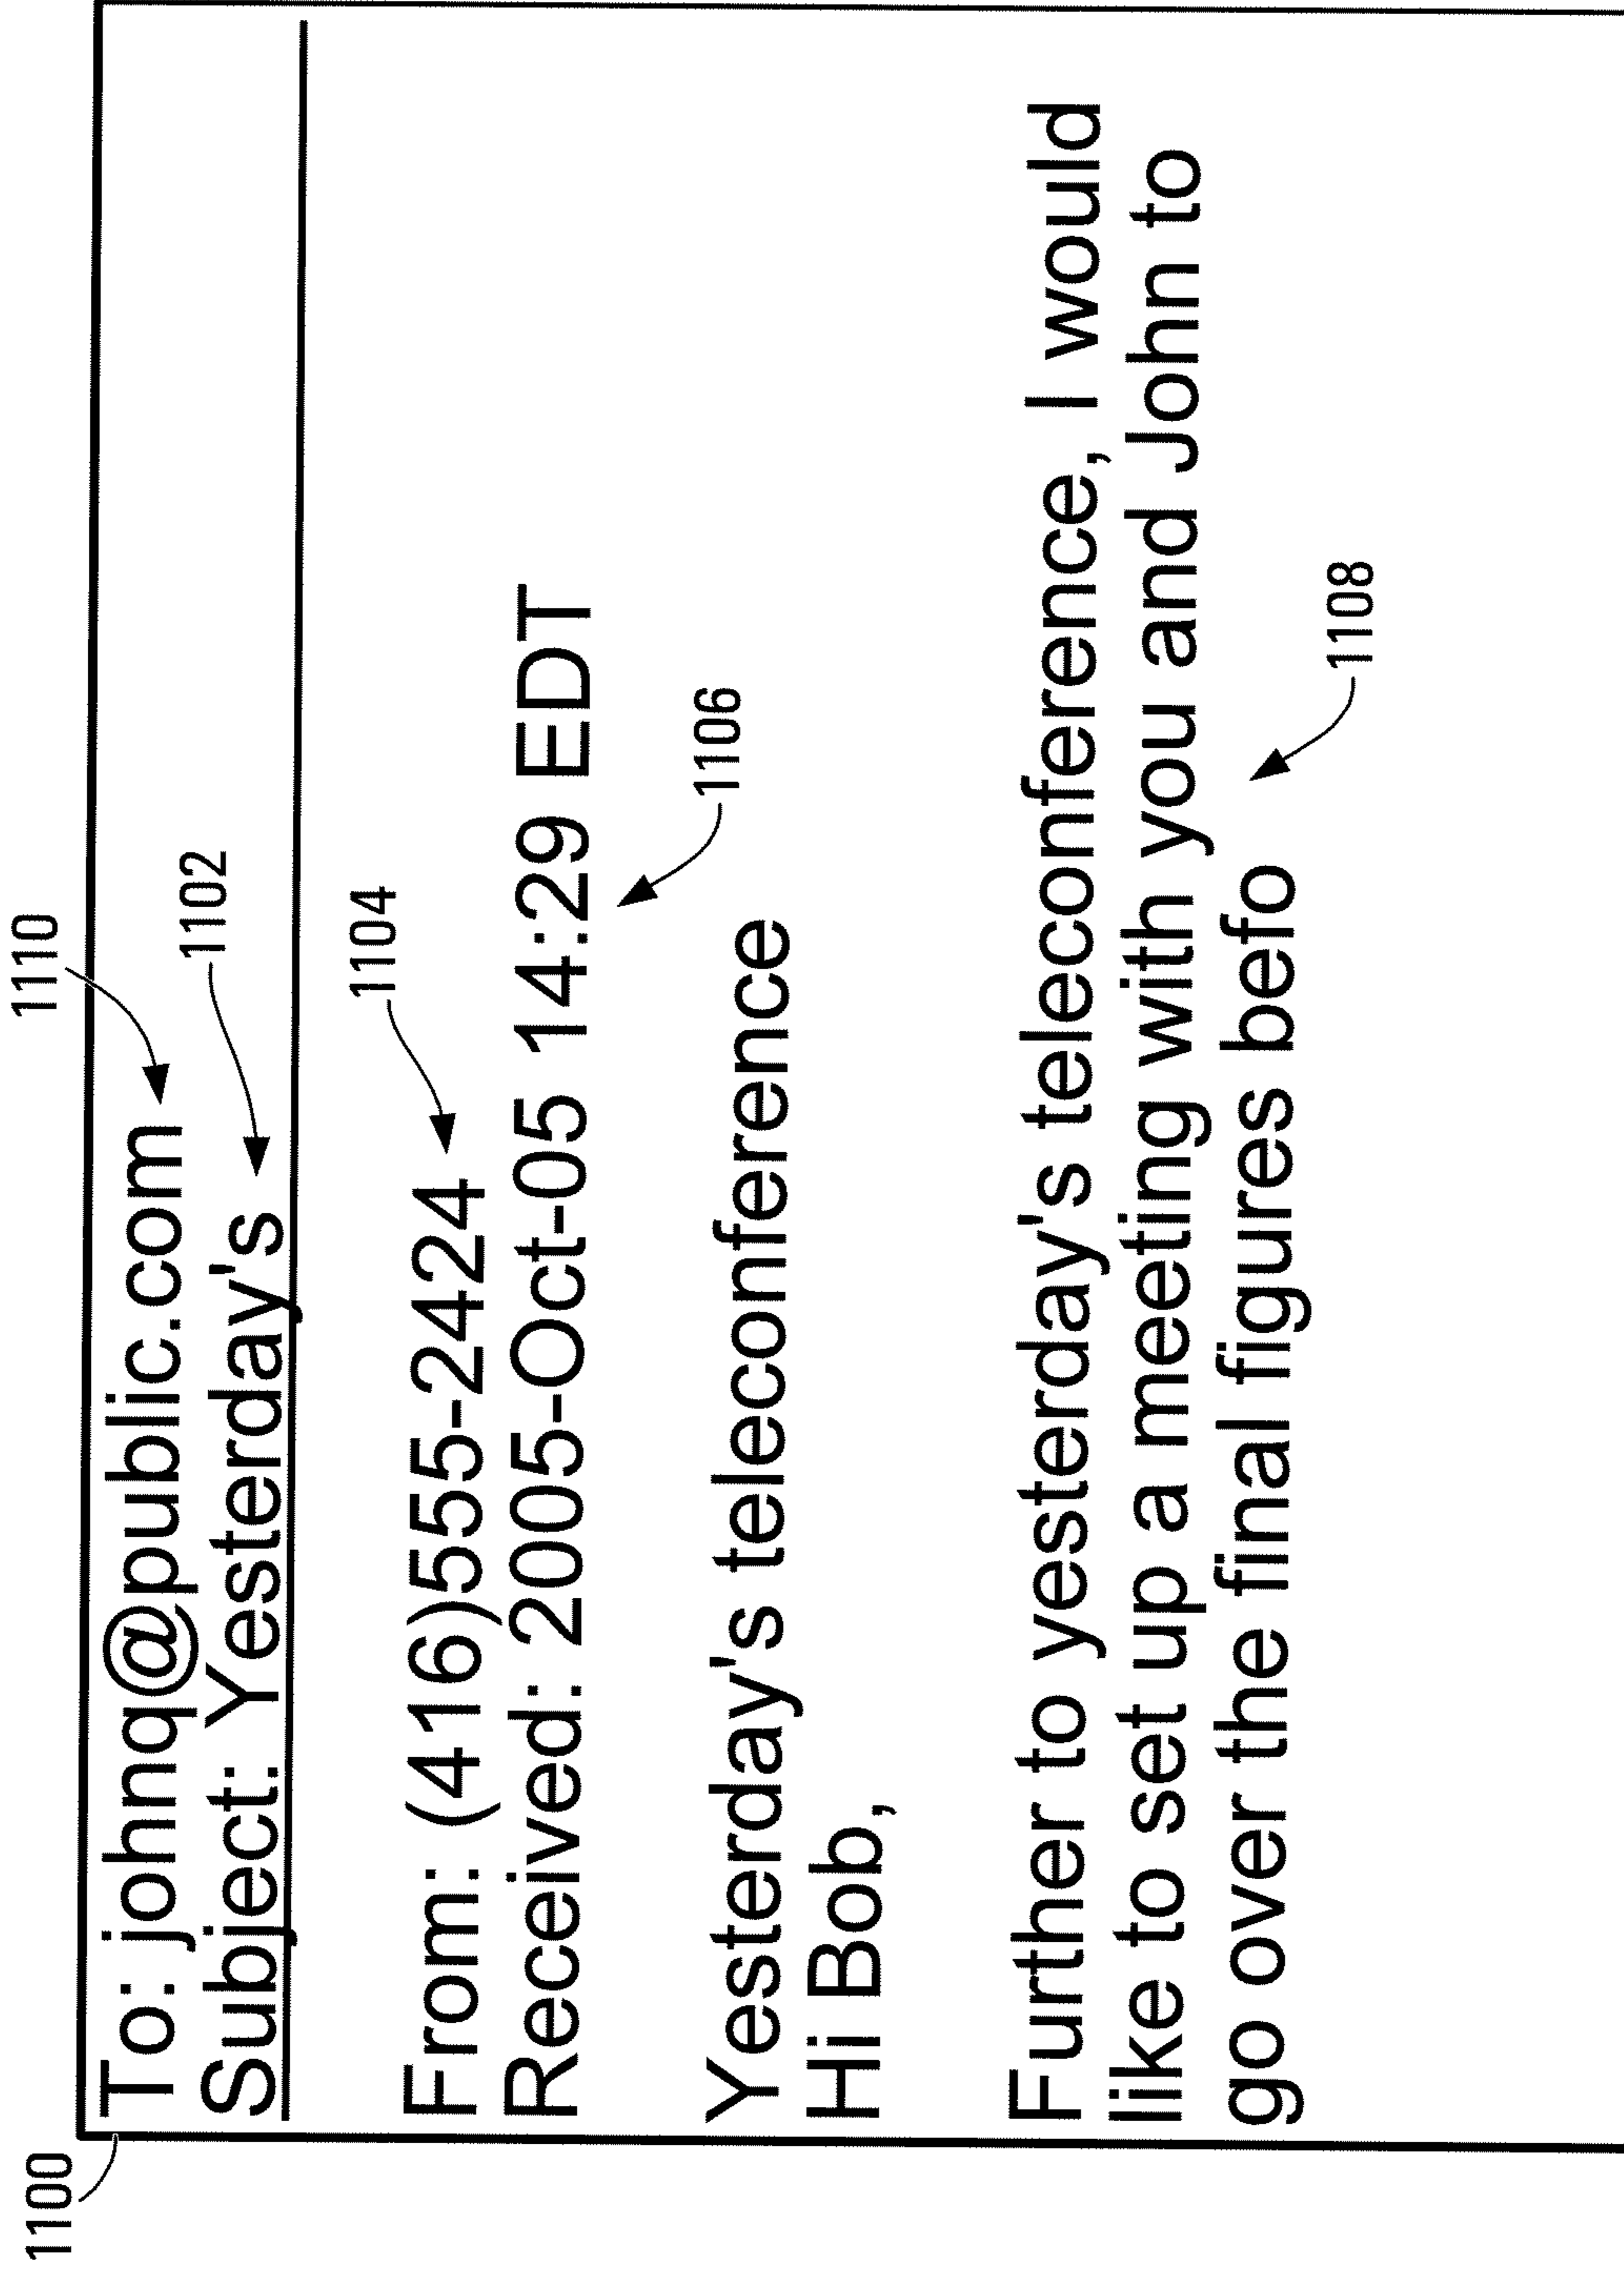 1110
1100
To: johnq@public.com
1102
Subject: Yesterday's
1104
From: (416)555-2424
Received: 2005-Oct-05 14:29 EDT
1106
Yesterday's teleconference
Hi Bob,
Further to yesterday's teleconference, I would
like to set up a meeting with you and John to
go over the final figures befo
1108